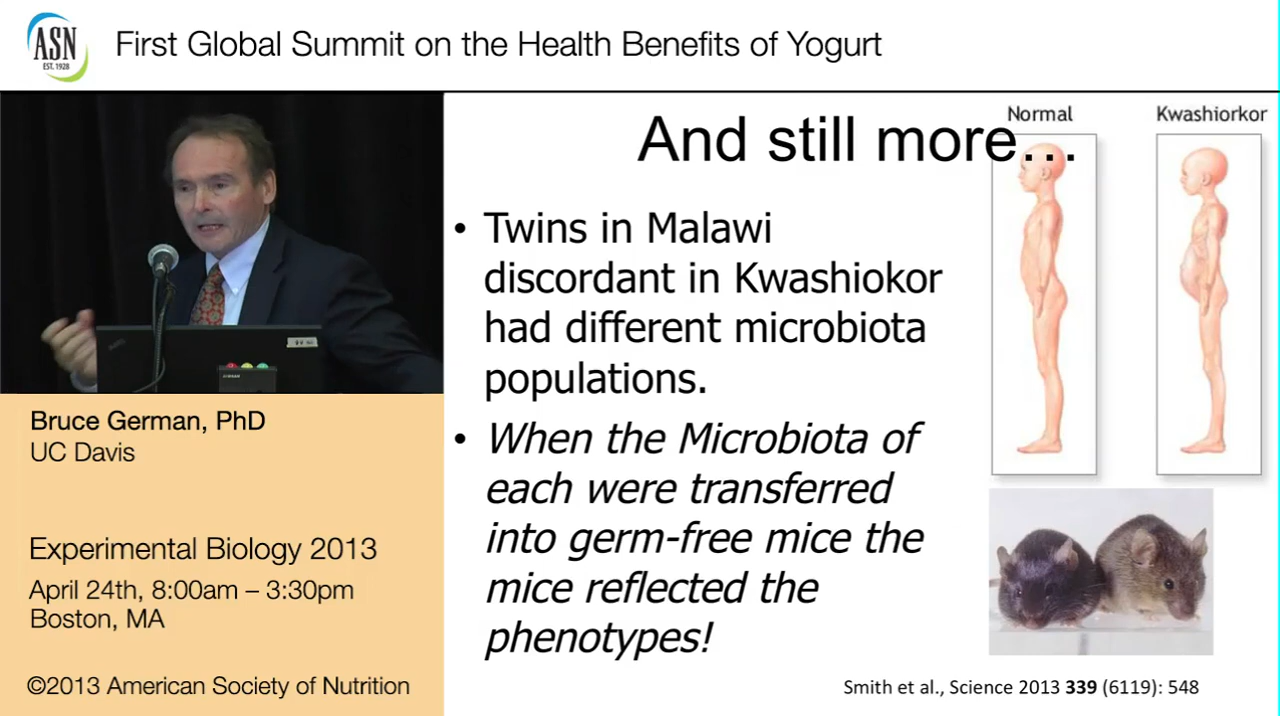 ASN
EST. 1928
First Global Summit on the Health Benefits of Yogurt
Bruce German, PhD
UC Davis
Experimental Biology 2013
April 24th, 8:00am – 3:30pm
Boston, MA
©2013 American Society of Nutrition
And still more…
Normal
Kwashiorkor
• Twins in Malawi
discordant in Kwashiokor
had different microbiota
populations.
• When the Microbiota of
each were transferred
into germ-free mice the
mice reflected the
phenotypes!
Smith et al., Science 2013 339 (6119): 548